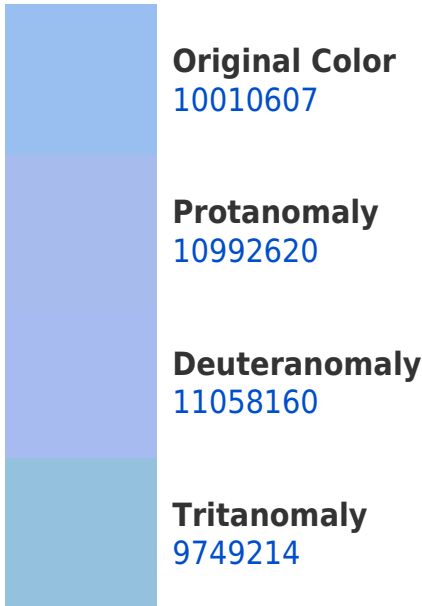 Original Color
10010607
Protanomaly
10992620
Deuteranomaly
11058160
Tritanomaly
9749214